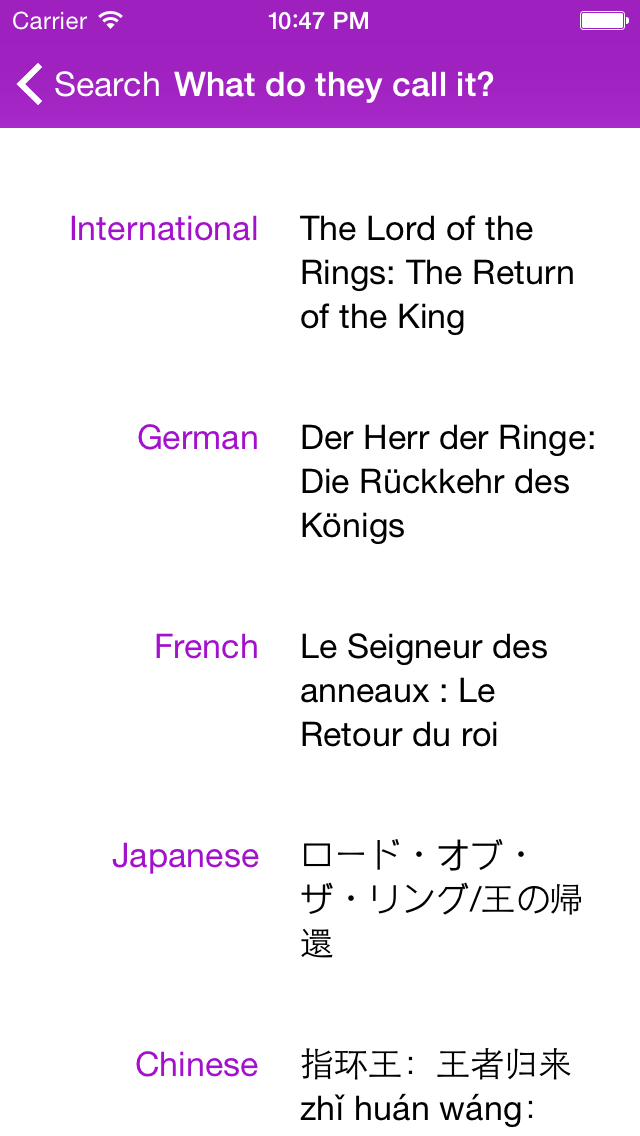 Carrier 10:47 PM
Search What do they call it?
International The Lord of the
Rings: The Return
of the King
German Der Herr der Ringe:
Die Rückkehr des
Königs
French Le Seigneur des
anneaux : Le
Retour du roi
Japanese ロード・オブ・
ザ・リング/王の帰
還
Chinese 指环王：王者归来
zhǐ huán wáng：